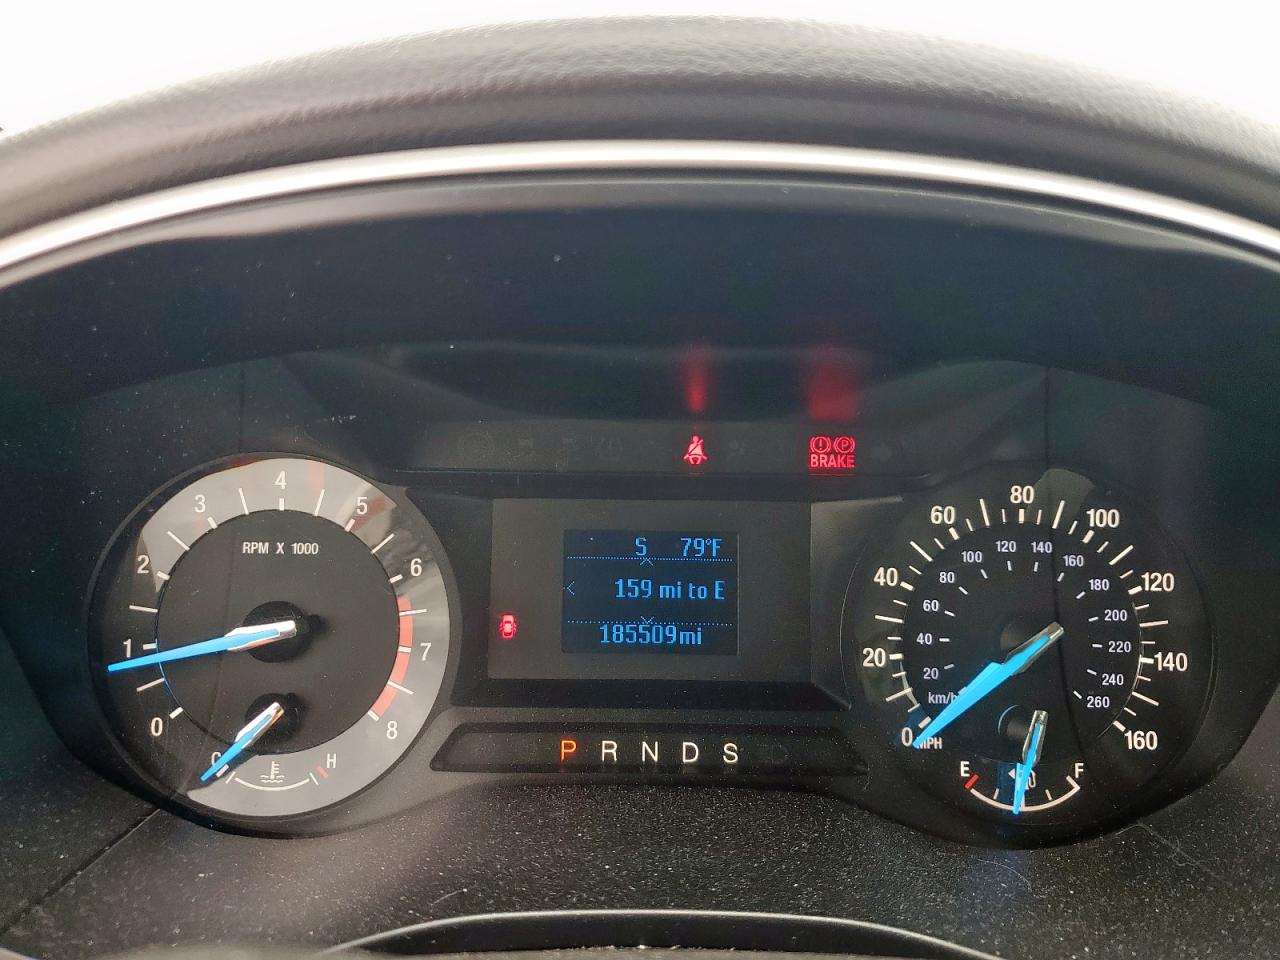 BRAKE
S 79°F
159 mi to E
185509mi
0 1 2 3 4 5 6 7 8
RPM X 1000
C H
P R N D S
0 20 40 60 80 100 120 140 160
MPH
20 40 60 80 100 120 140 160 180 200 220 240 260
km/h
E F